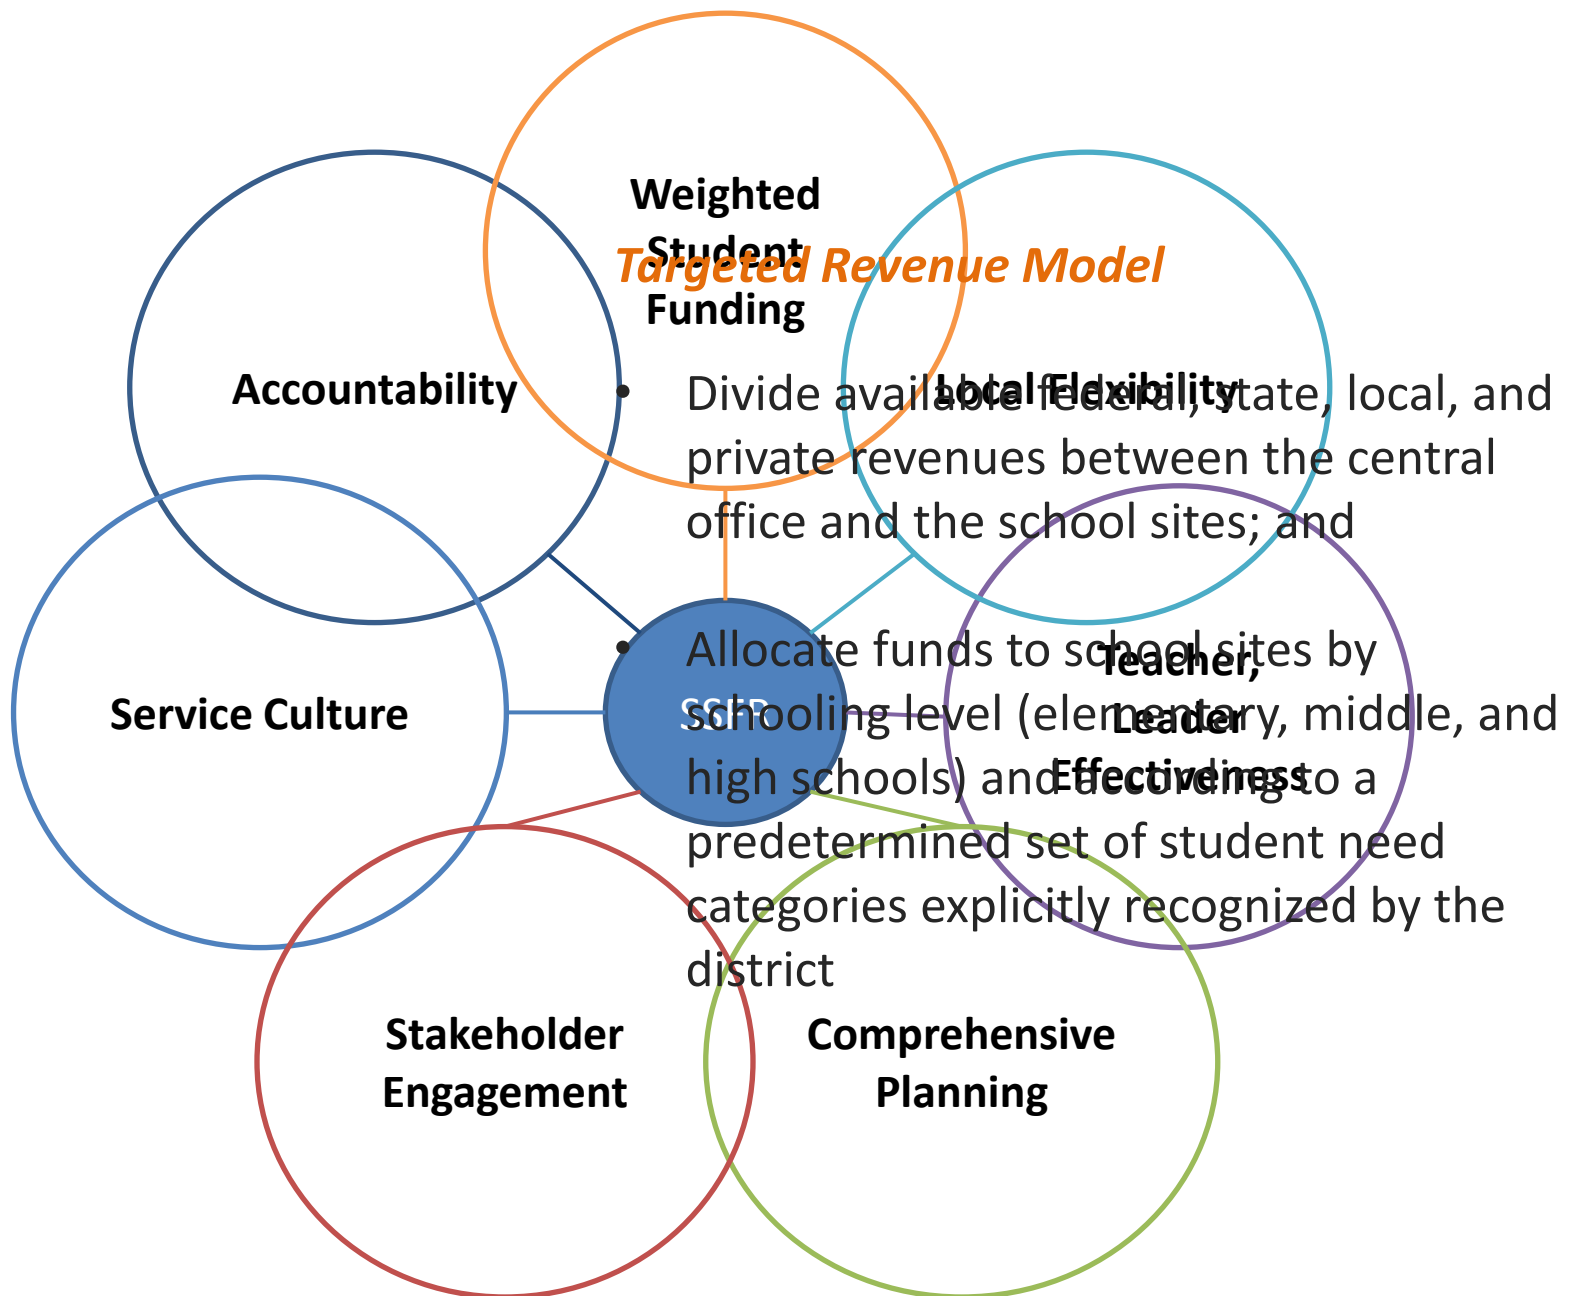 Weighted
Student
Funding
Targeted Revenue Model
Accountability
Local Flexibility
• Divide available federal, state, local, and
private revenues between the central
office and the school sites; and
• Allocate funds to school sites by
schooling level (elementary, middle, and
high schools) and according to a
predetermined set of student need
categories explicitly recognized by the
district
Teacher,
Leader
Effectiveness
Service Culture
SSFR
Stakeholder
Engagement
Comprehensive
Planning